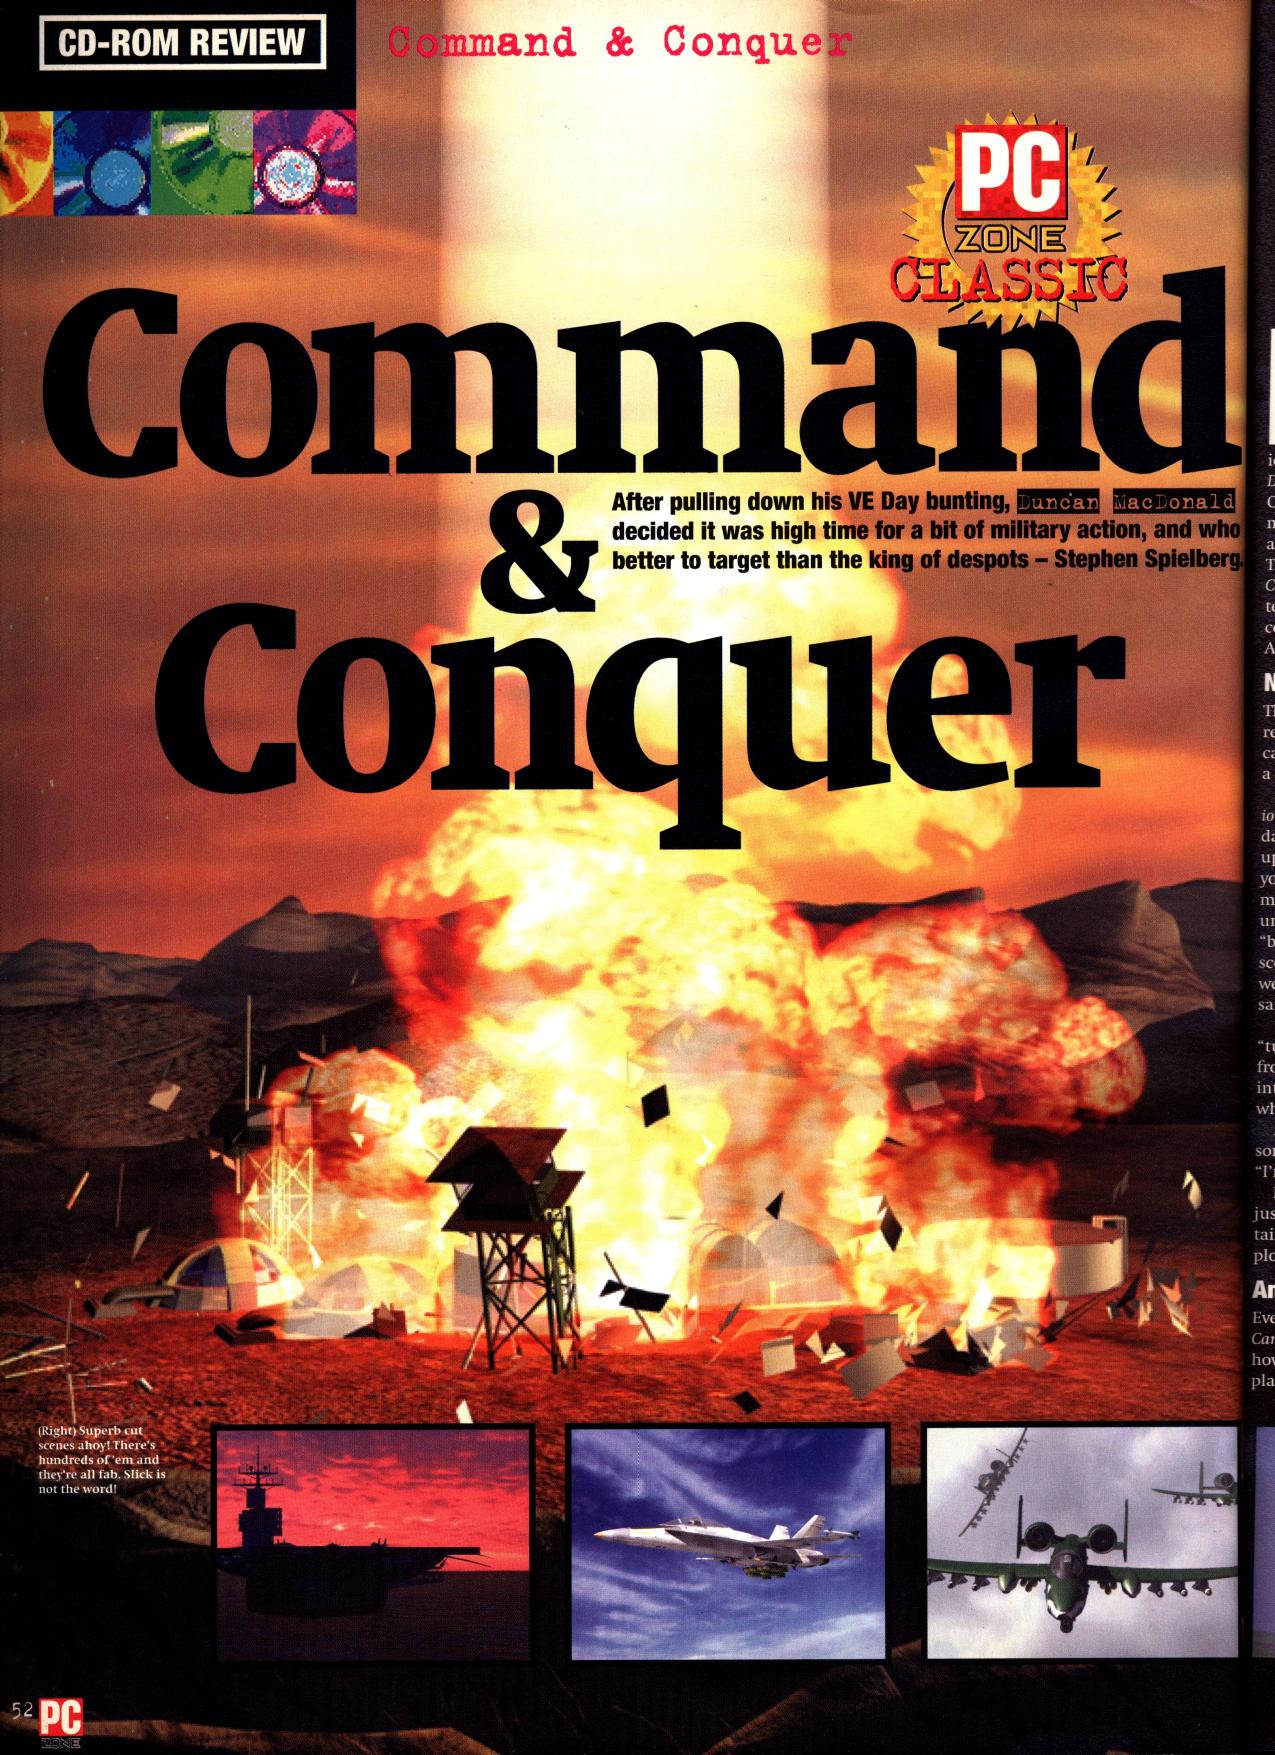 CD-ROM REVIEW
Command & Conquer
PC
ZONE
CLASSIC
Command
&
Conquer
After pulling down his VE Day bunting, Duncan MacDonald
decided it was high time for a bit of military action, and who
better to target than the king of despots – Stephen Spielberg.
(Right) Superb cut
scenes ahoy! There's
hundreds of 'em and
they're all fab. Slick is
not the word!
52
PC
ZONE